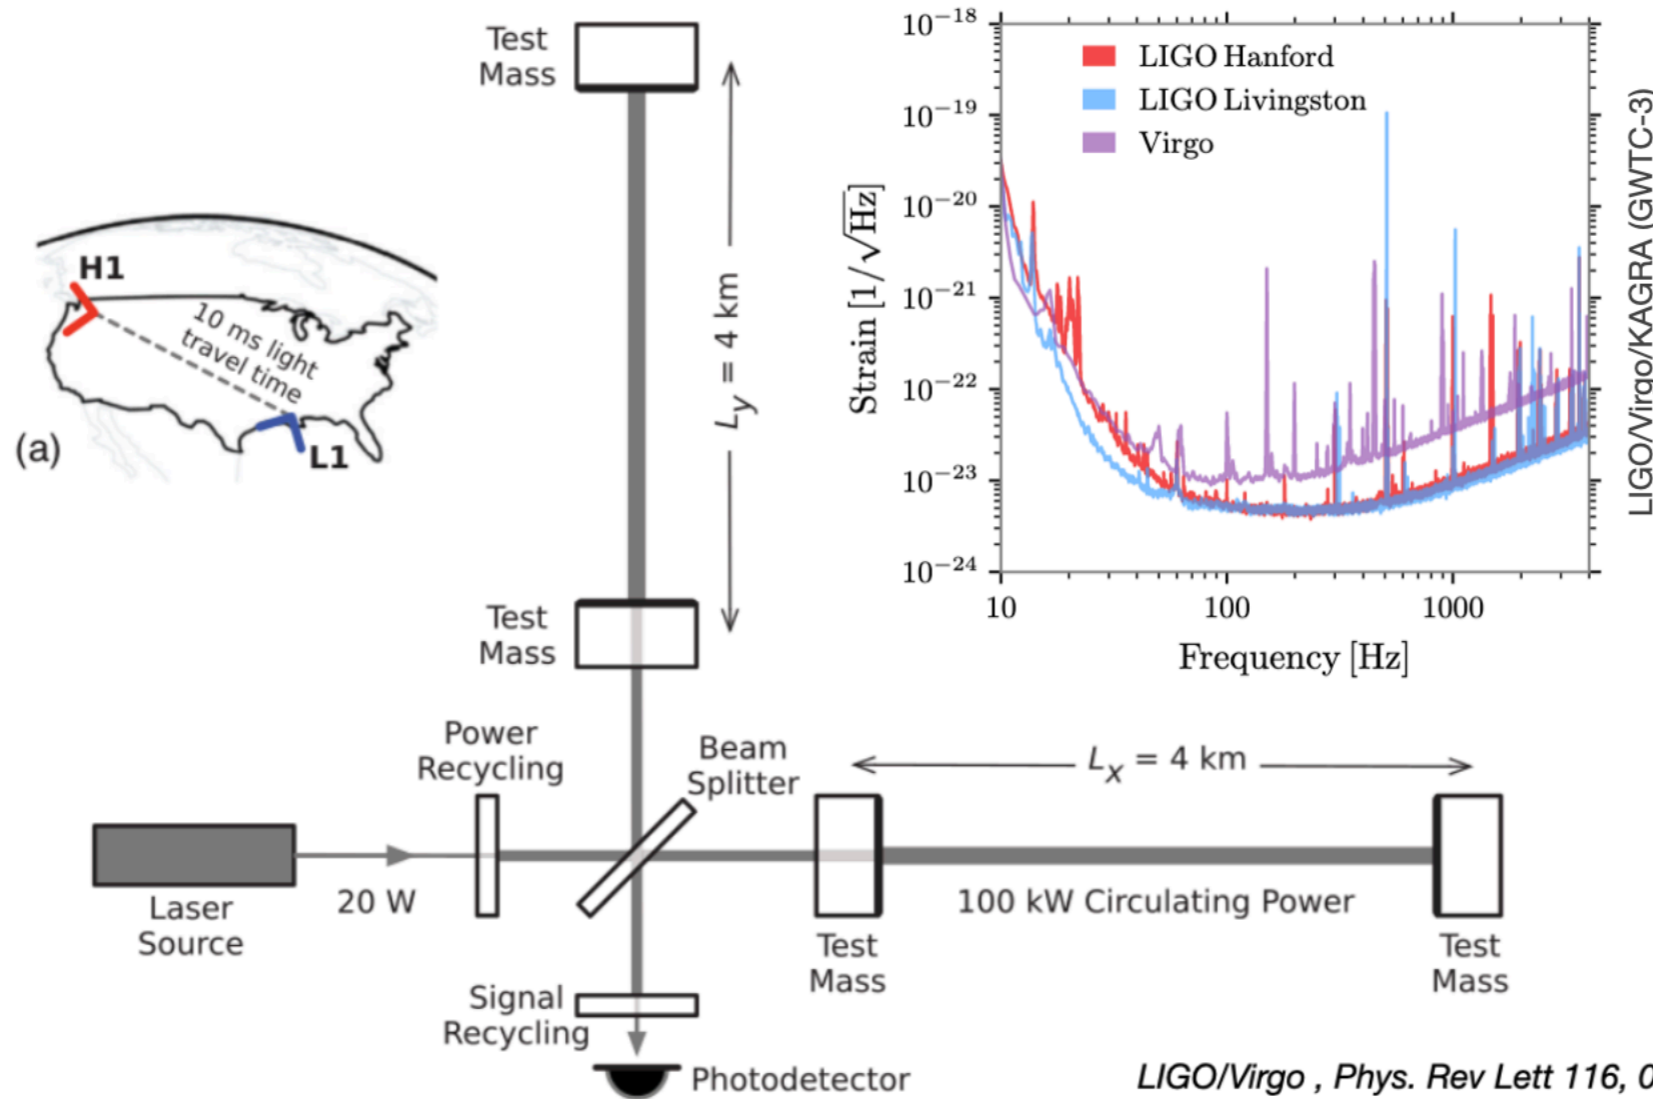 Test
Mass
10⁻¹⁸
LIGO Hanford
LIGO Livingston
Virgo
10⁻¹⁹
10⁻²⁰
10⁻²¹
10⁻²²
10⁻²³
10⁻²⁴
Strain [1/√Hz]
10 100 1000
Frequency [Hz]
LIGO/Virgo/KAGRA (GWTC-3)
H1
10 ms light
travel time
L1
(a)
L_y = 4 km
Test
Mass
Power
Recycling
Beam
Splitter
L_x = 4 km
Laser
Source
20 W
100 kW Circulating Power
Test
Mass
Test
Mass
Signal
Recycling
Photodetector
LIGO/Virgo , Phys. Rev Lett 116, 0